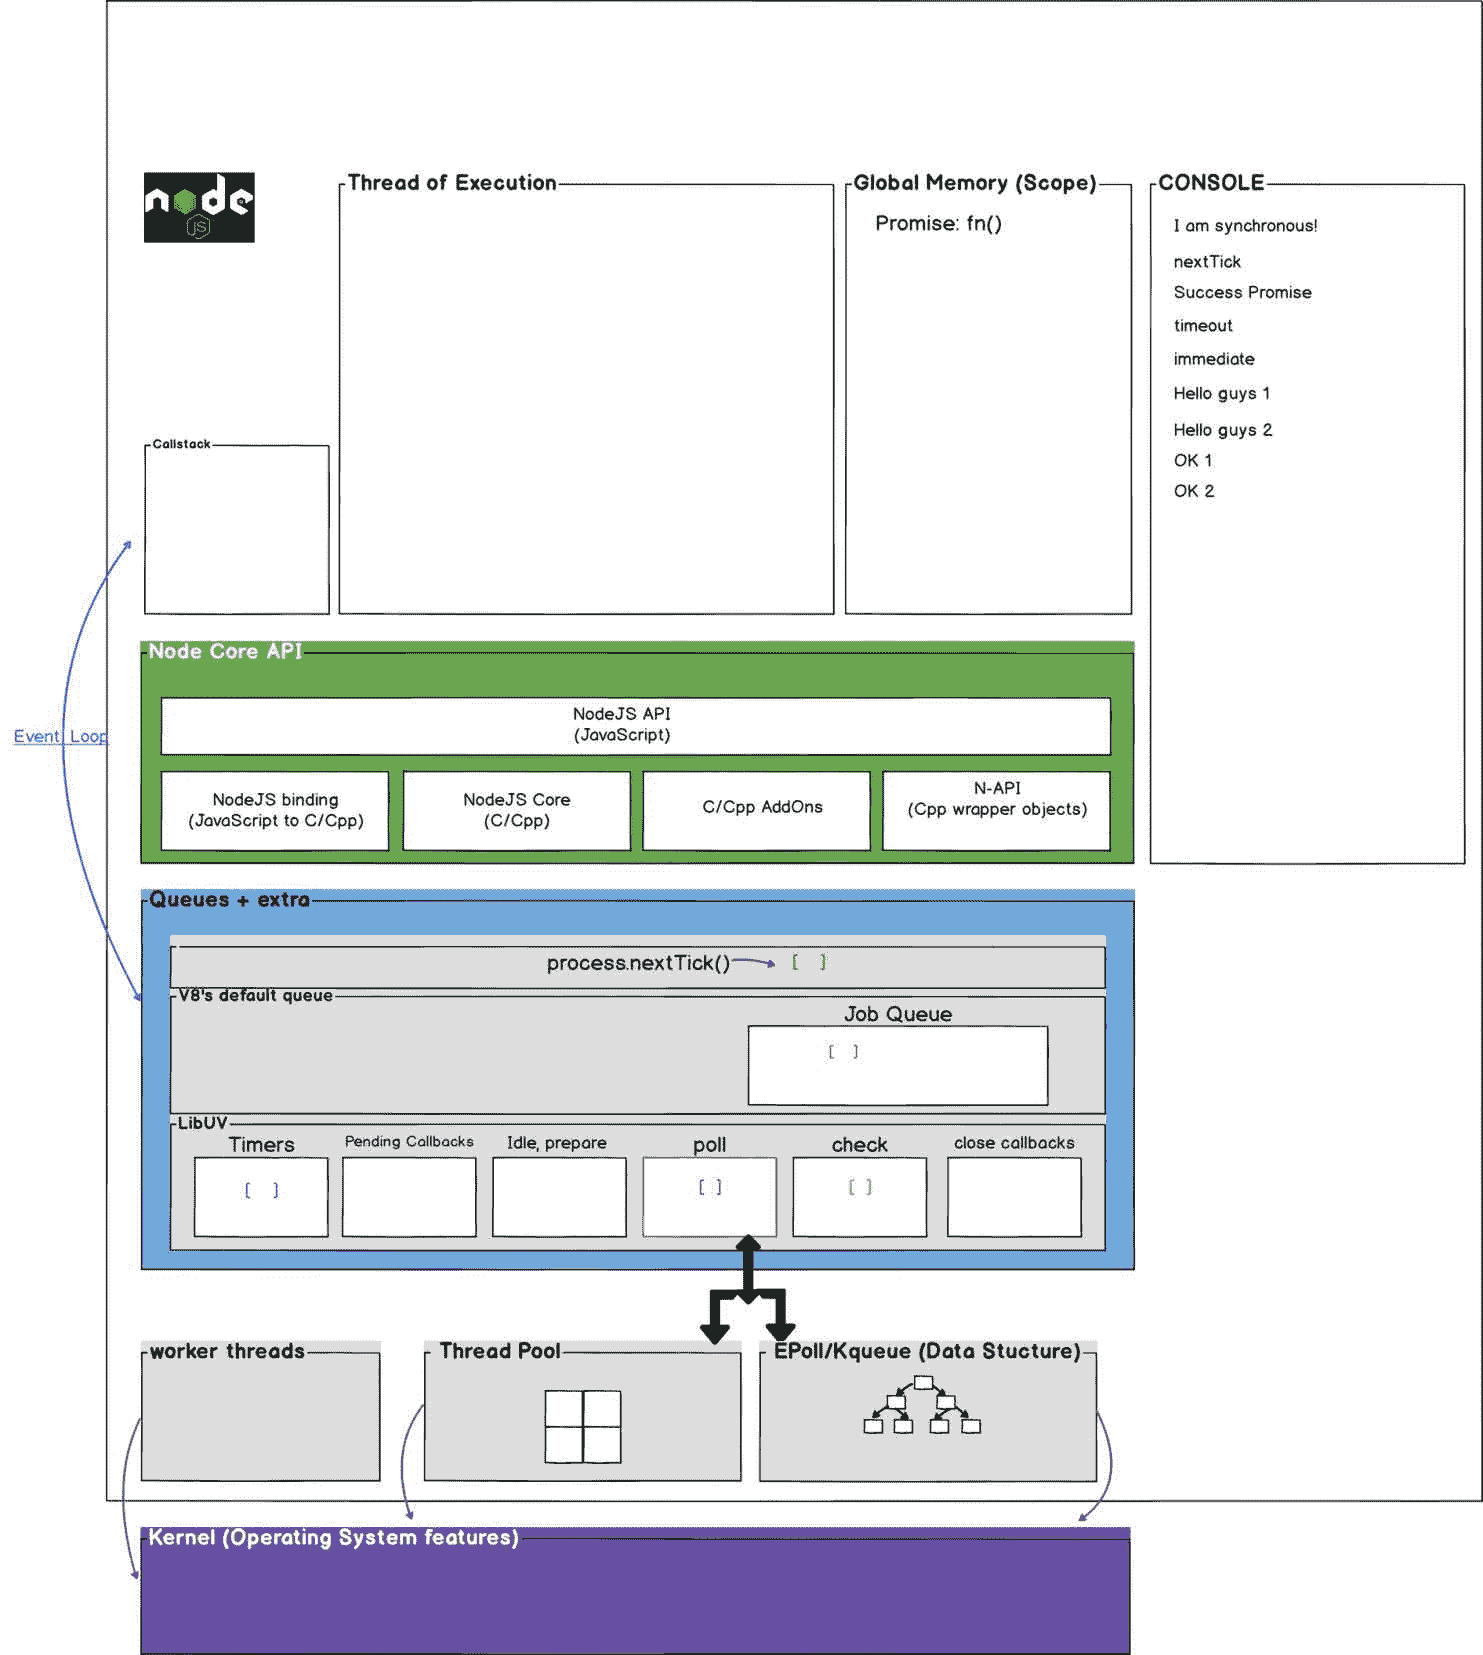 node
JS
Thread of Execution
Global Memory (Scope)
Promise: fn()
CONSOLE
I am synchronous!
nextTick
Success Promise
timeout
immediate
Hello guys 1
Hello guys 2
OK 1
OK 2
Callstack
Event Loop
Node Core API
NodeJS API
(JavaScript)
NodeJS binding
(JavaScript to C/Cpp)
NodeJS Core
(C/Cpp)
C/Cpp AddOns
N-API
(Cpp wrapper objects)
Queues + extra
process.nextTick() [ ]
V8's default queue
Job Queue
[ ]
LibUV
Timers
[ ]
Pending Callbacks
Idle, prepare
poll
[ ]
check
[ ]
close callbacks
worker threads
Thread Pool
EPoll/Kqueue (Data Stucture)
Kernel (Operating System features)